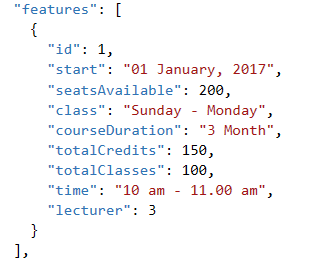 "features": [
{
"id": 1,
"start": "01 January, 2017",
"seatsAvailable": 200,
"class": "Sunday - Monday",
"courseDuration": "3 Month",
"totalCredits": 150,
"totalClasses": 100,
"time": "10 am - 11.00 am",
"lecturer": 3
}
],